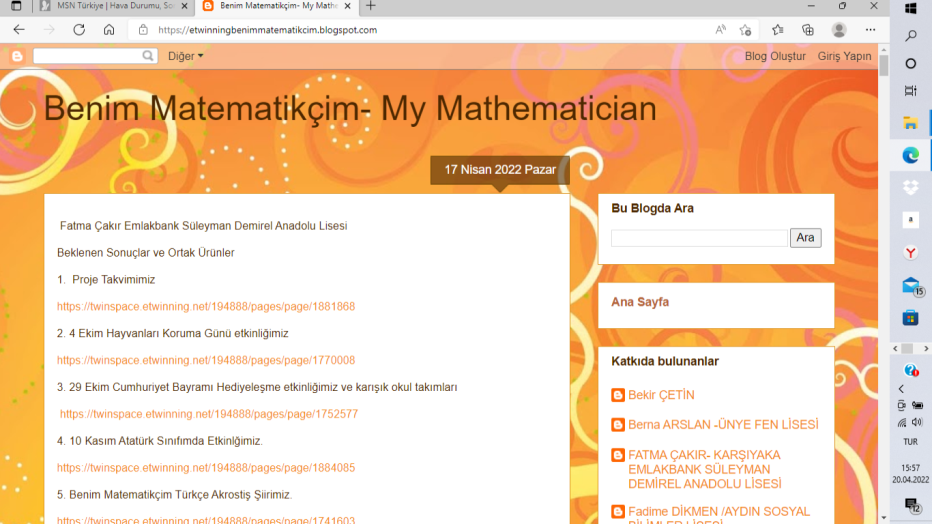 MSN Türkiye | Hava Durumu, So
Benim Matematikçim- My Mathe
https://etwinningbenimmatematikcim.blogspot.com
Diğer
Blog Oluştur
Giriş Yapın
Benim Matematikçim- My Mathematician
17 Nisan 2022 Pazar
Fatma Çakır Emlakbank Süleyman Demirel Anadolu Lisesi
Beklenen Sonuçlar ve Ortak Ürünler
1. Proje Takvimimiz
https://twinspace.etwinning.net/194888/pages/page/1881868
2. 4 Ekim Hayvanları Koruma Günü etkinliğimiz
https://twinspace.etwinning.net/194888/pages/page/1770008
3. 29 Ekim Cumhuriyet Bayramı Hediyeleşme etkinliğimiz ve karışık okul takımları
https://twinspace.etwinning.net/194888/pages/page/1752577
4. 10 Kasım Atatürk Sınıfımda Etkinlğimiz.
https://twinspace.etwinning.net/194888/pages/page/1884085
5. Benim Matematikçim Türkçe Akrostiş Şiirimiz.
https://twinspace.etwinning.net/194888/pages/page/1741603
Bu Blogda Ara
Ara
Ana Sayfa
Katkıda bulunanlar
Bekir ÇETİN
Berna ARSLAN -ÜNYE FEN LİSESİ
FATMA ÇAKIR- KARŞIYAKA
EMLAKBANK SÜLEYMAN
DEMİREL ANADOLU LİSESİ
Fadime DİKMEN /AYDIN SOSYAL
BİLİMLER LİSESİ
a
15
TUR
15:57
20.04.2022
12